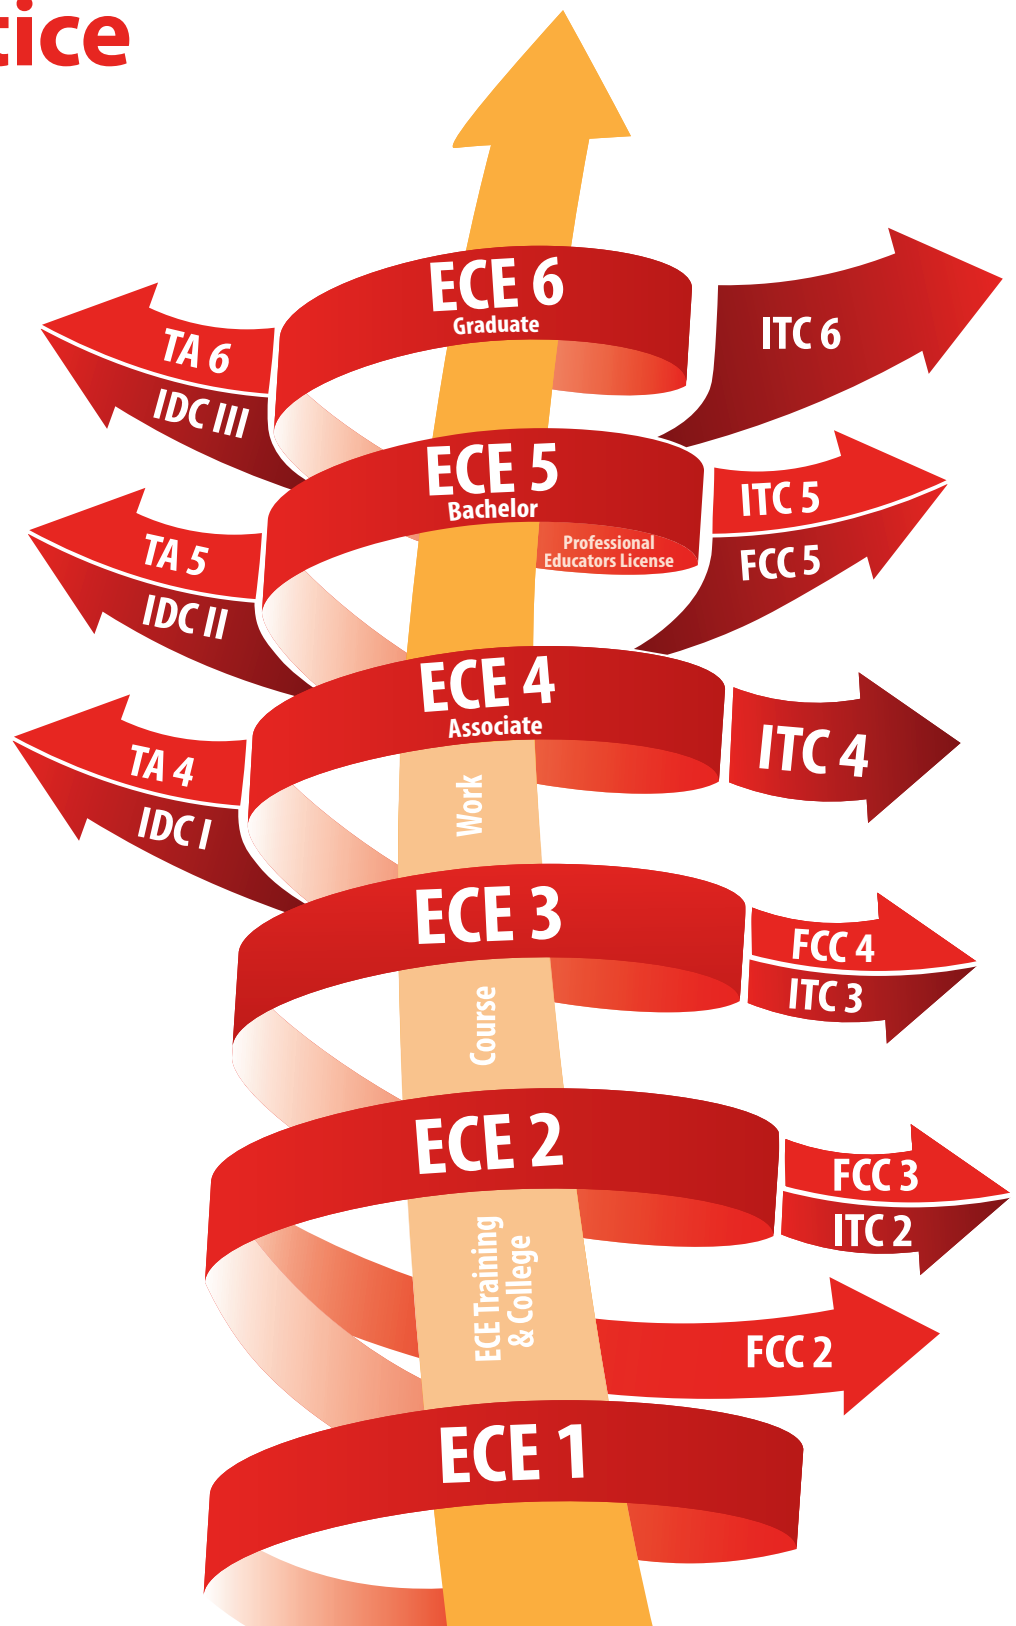 tice
ECE 6
Graduate
TA 6
IDC III
ITC 6
ECE 5
Bachelor
Professional
Educators License
TA 5
IDC II
ITC 5
FCC 5
ECE 4
Associate
TA 4
IDC I
ITC 4
Work
ECE 3
FCC 4
ITC 3
Course
ECE 2
FCC 3
ITC 2
ECE Training
& College
FCC 2
ECE 1